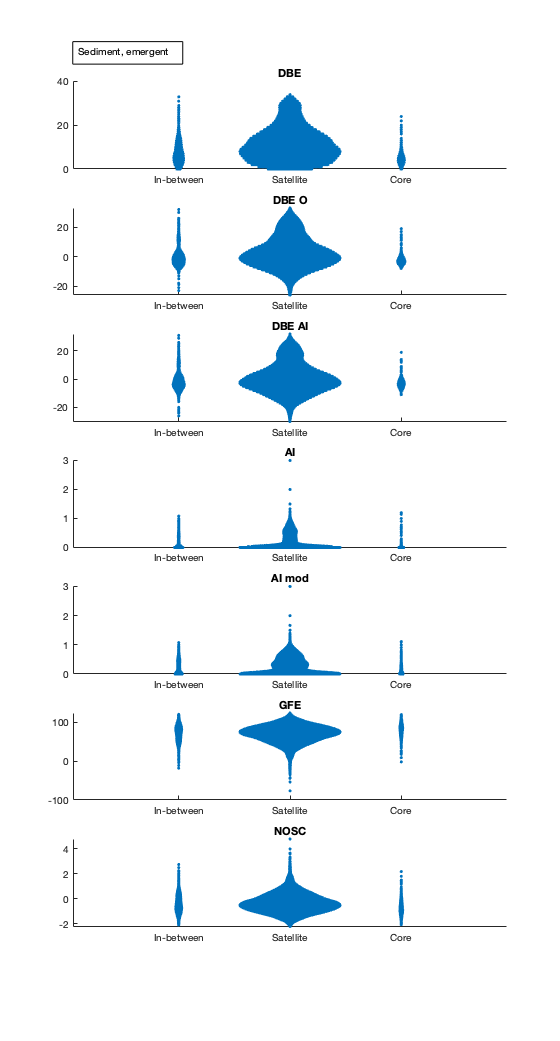 Sediment, emergent
DBE
40
20
0
In-between Satellite Core
DBE O
20
0
-20
In-between Satellite Core
DBE AI
20
0
-20
In-between Satellite Core
AI
3
2
1
0
In-between Satellite Core
AI mod
3
2
1
0
In-between Satellite Core
GFE
100
0
-100
In-between Satellite Core
NOSC
4
2
0
-2
In-between Satellite Core